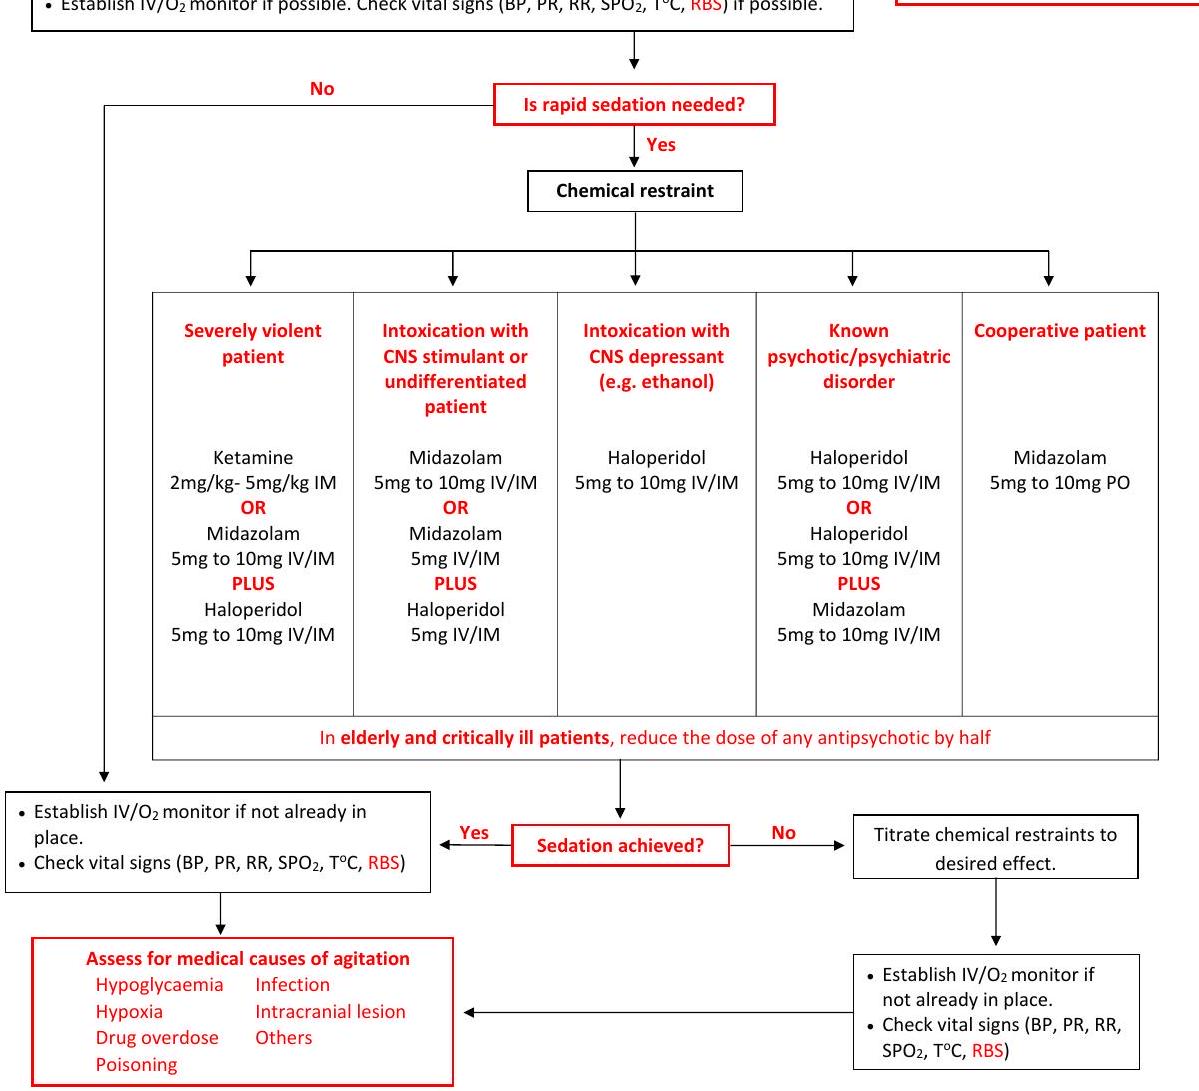 • Establish IV/O₂ monitor if possible. Check vital signs (BP, PR, RR, SPO₂, T°C, RBS) if possible.
No
Is rapid sedation needed?
Yes
Chemical restraint
Severely violent
patient
Ketamine
2mg/kg- 5mg/kg IM
OR
Midazolam
5mg to 10mg IV/IM
PLUS
Haloperidol
5mg to 10mg IV/IM
Intoxication with
CNS stimulant or
undifferentiated
patient
Midazolam
5mg to 10mg IV/IM
OR
Midazolam
5mg IV/IM
PLUS
Haloperidol
5mg IV/IM
Intoxication with
CNS depressant
(e.g. ethanol)
Haloperidol
5mg to 10mg IV/IM
Known
psychotic/psychiatric
disorder
Haloperidol
5mg to 10mg IV/IM
OR
Haloperidol
5mg to 10mg IV/IM
PLUS
Midazolam
5mg to 10mg IV/IM
Cooperative patient
Midazolam
5mg to 10mg PO
In elderly and critically ill patients, reduce the dose of any antipsychotic by half
Sedation achieved?
Yes
No
• Establish IV/O₂ monitor if not already in
place.
• Check vital signs (BP, PR, RR, SPO₂, T°C, RBS)
Titrate chemical restraints to
desired effect.
• Establish IV/O₂ monitor if
not already in place.
• Check vital signs (BP, PR, RR,
SPO₂, T°C, RBS)
Assess for medical causes of agitation
Hypoglycaemia Infection
Hypoxia Intracranial lesion
Drug overdose Others
Poisoning